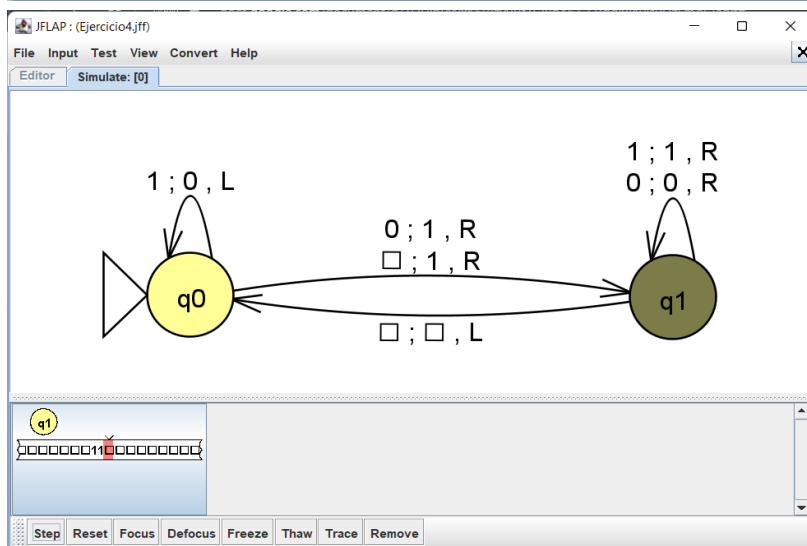 JFLAP : (Ejercicio4.jff)
File Input Test View Convert Help
Editor Simulate: [0]
1 ; 1 , R
0 ; 0 , R
1 ; 0 , L
0 ; 1 , R
□ ; 1 , R
q0
q1
□ ; □ , L
q1
□□□□□□□11□□□□□□□□□□
Step Reset Focus Defocus Freeze Thaw Trace Remove